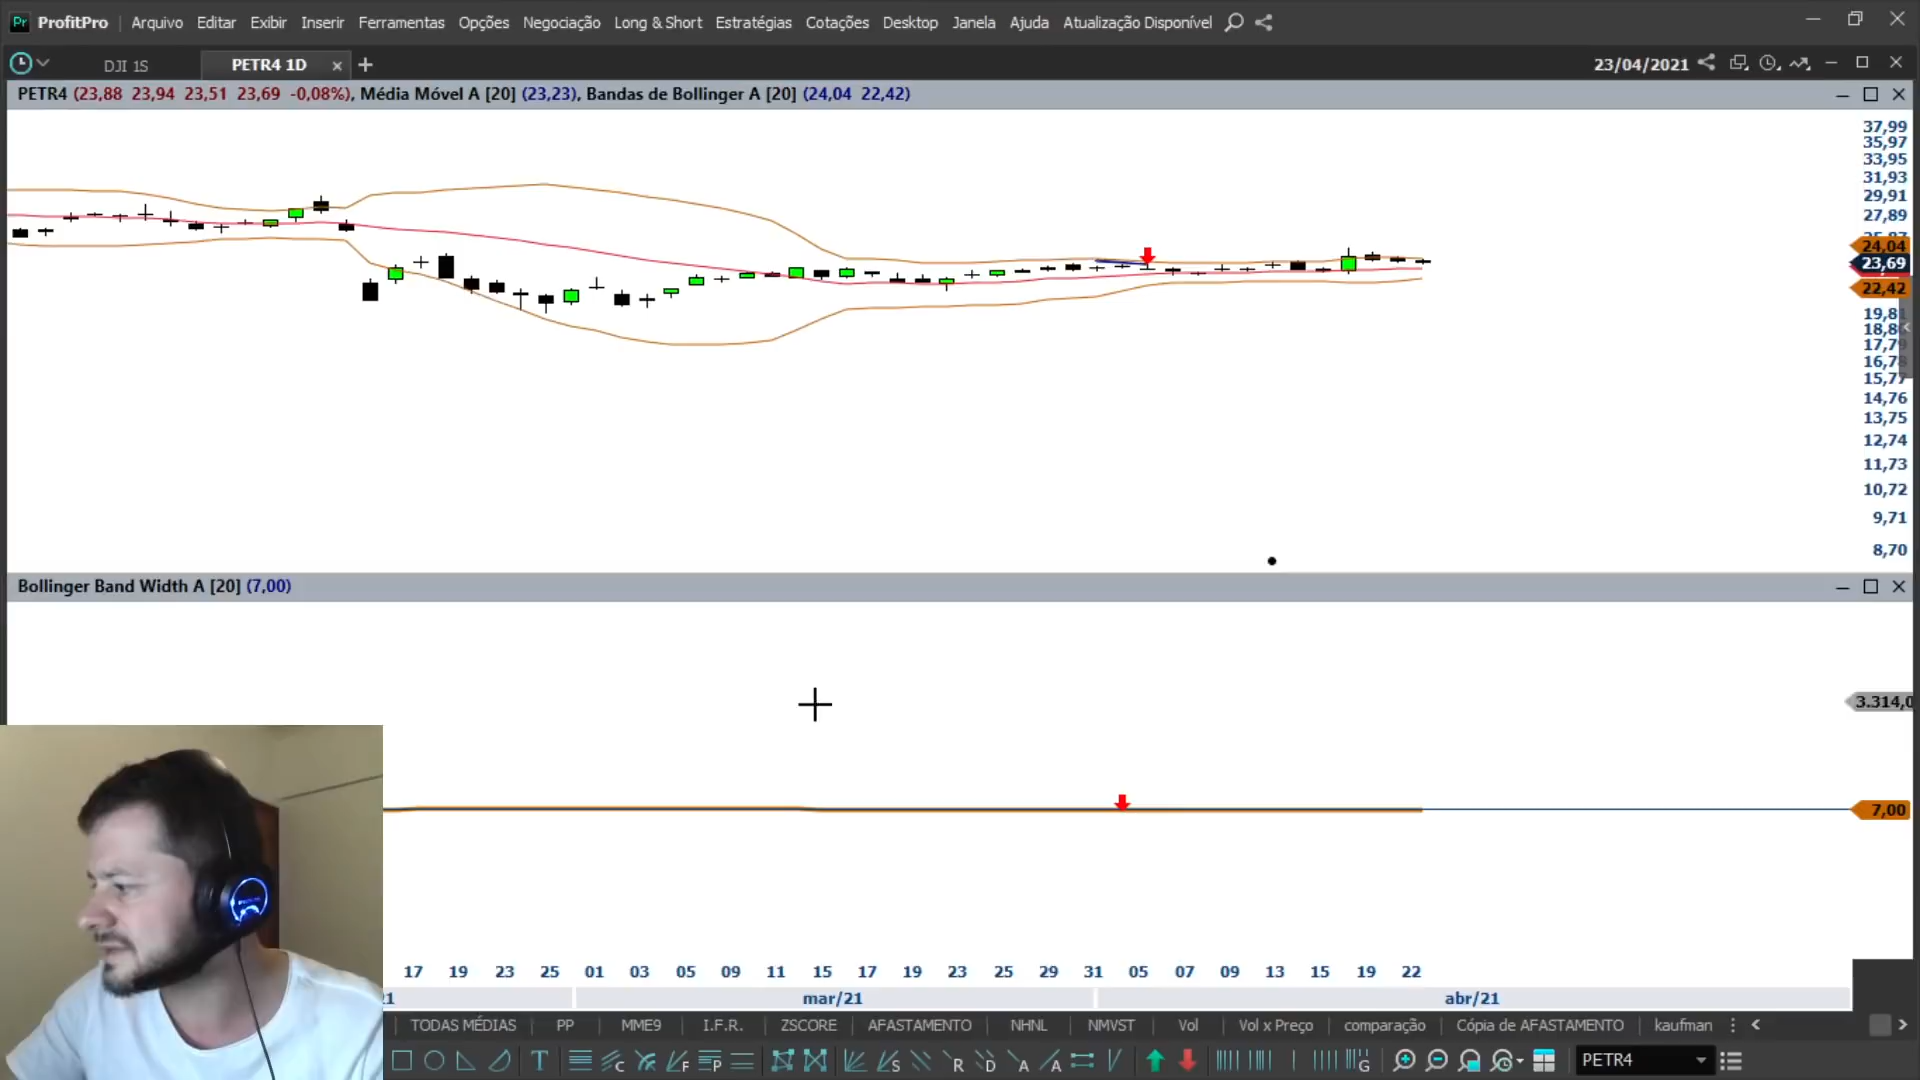 Pr ProfitPro Arquivo Editar Exibir Inserir Ferramentas Opções Negociação Long & Short Estratégias Cotações Desktop Janela Ajuda Atualização Disponível
DJI 1S PETR4 1D 23/04/2021
PETR4 (23,88 23,94 23,51 23,69 -0,08%), Média Móvel A [20] (23,23), Bandas de Bollinger A [20] (24,04 22,42)
37,99
35,97
33,95
31,93
29,91
27,89
24,04
23,69
22,42
19,81
18,80
17,79
16,78
15,77
14,76
13,75
12,74
11,73
10,72
9,71
8,70
Bollinger Band Width A [20] (7,00)
3.314,0
7,00
17 19 23 25 01 03 05 09 11 15 17 19 23 25 29 31 05 07 09 13 15 19 22
21 mar/21 abr/21
TODAS MÉDIAS PP MME9 I.F.R. ZSCORE AFASTAMENTO NHNL NMVST Vol Vol x Preço comparação Cópia de AFASTAMENTO kaufman
T C F P S R D A A G PETR4